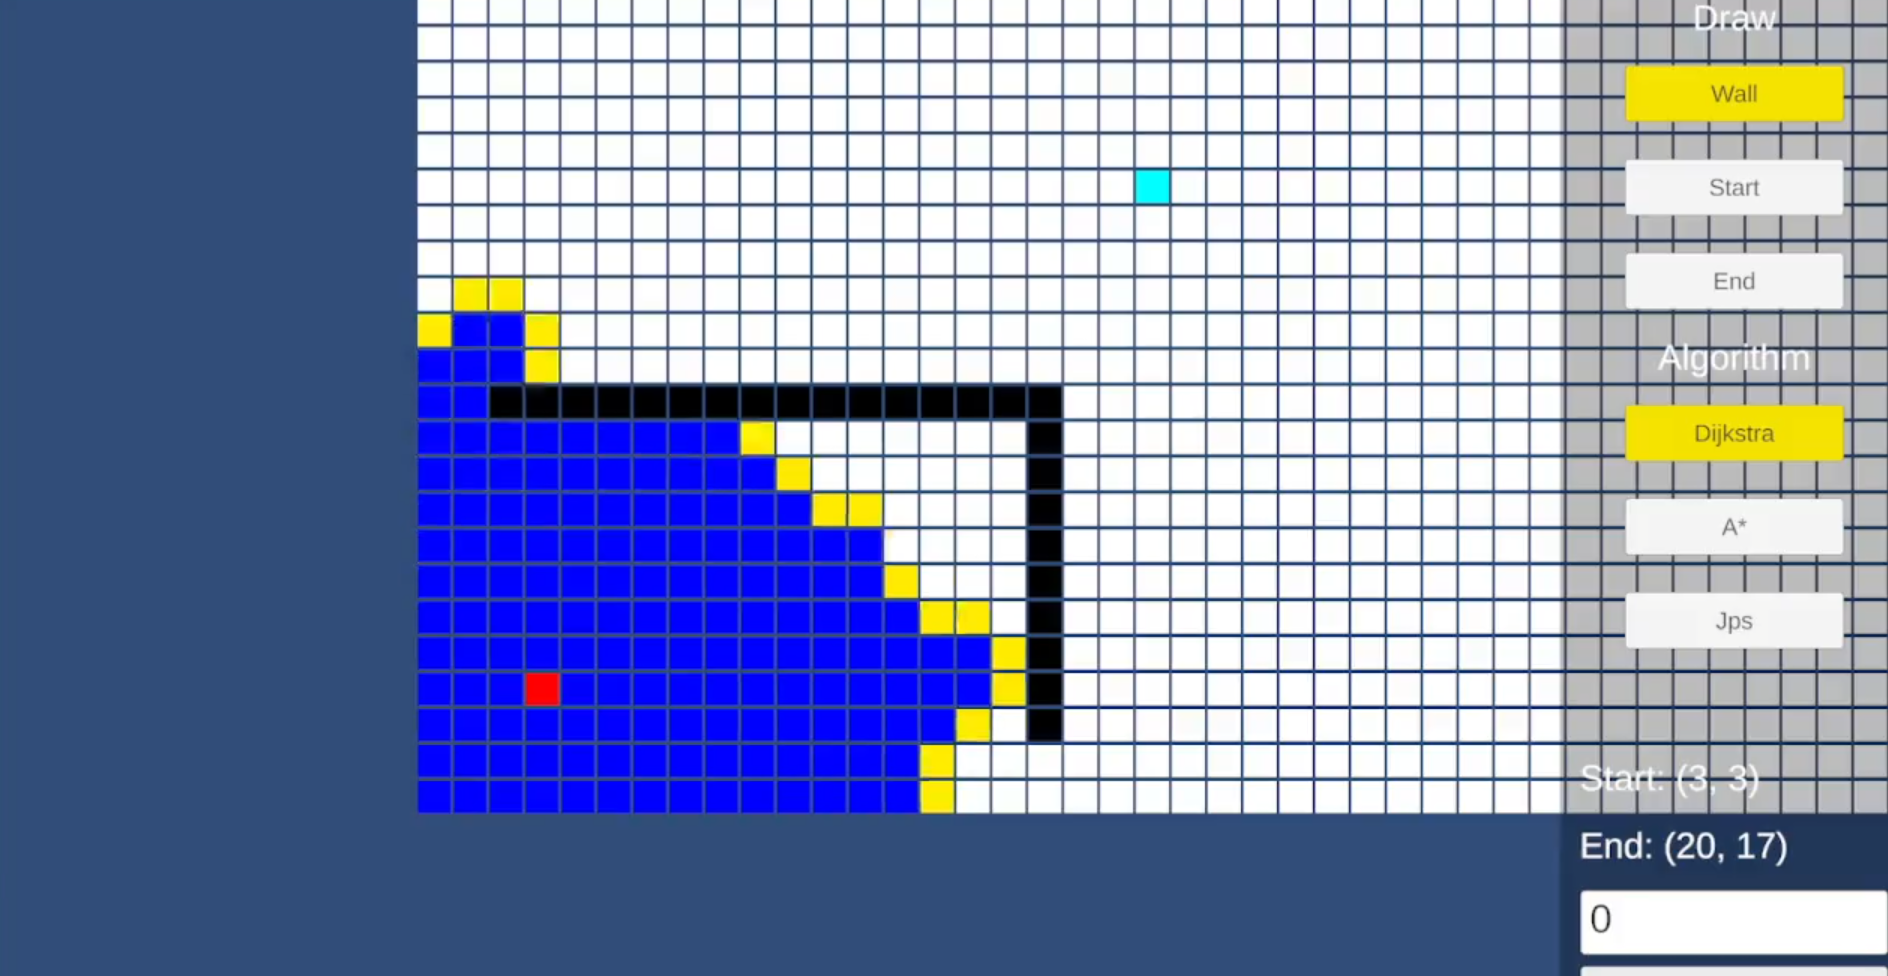 Draw
Wall
Start
End
Algorithm
Dijkstra
A*
Jps
Start: (3, 3)
End: (20, 17)
0